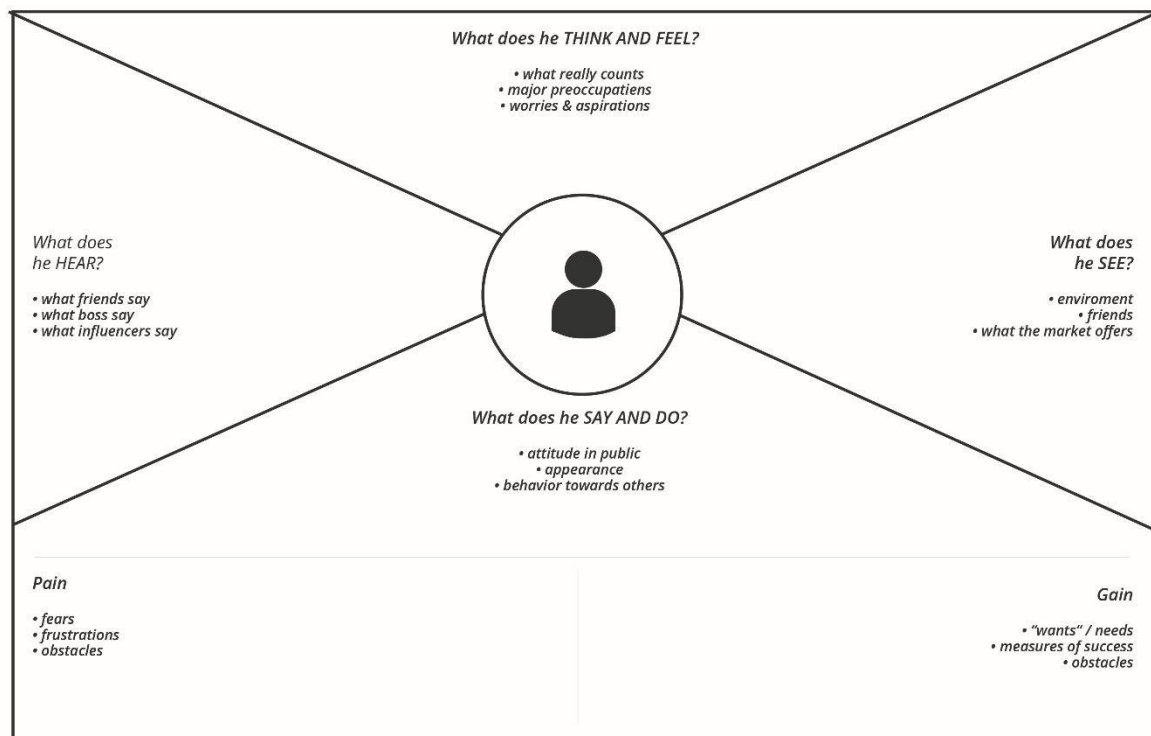 What does he THINK AND FEEL?
• what really counts
• major preoccupatiens
• worries & aspirations
What does
he HEAR?
• what friends say
• what boss say
• what influencers say
What does
he SEE?
• enviroment
• friends
• what the market offers
What does he SAY AND DO?
• attitude in public
• appearance
• behavior towards others
Pain
• fears
• frustrations
• obstacles
Gain
• “wants” / needs
• measures of success
• obstacles